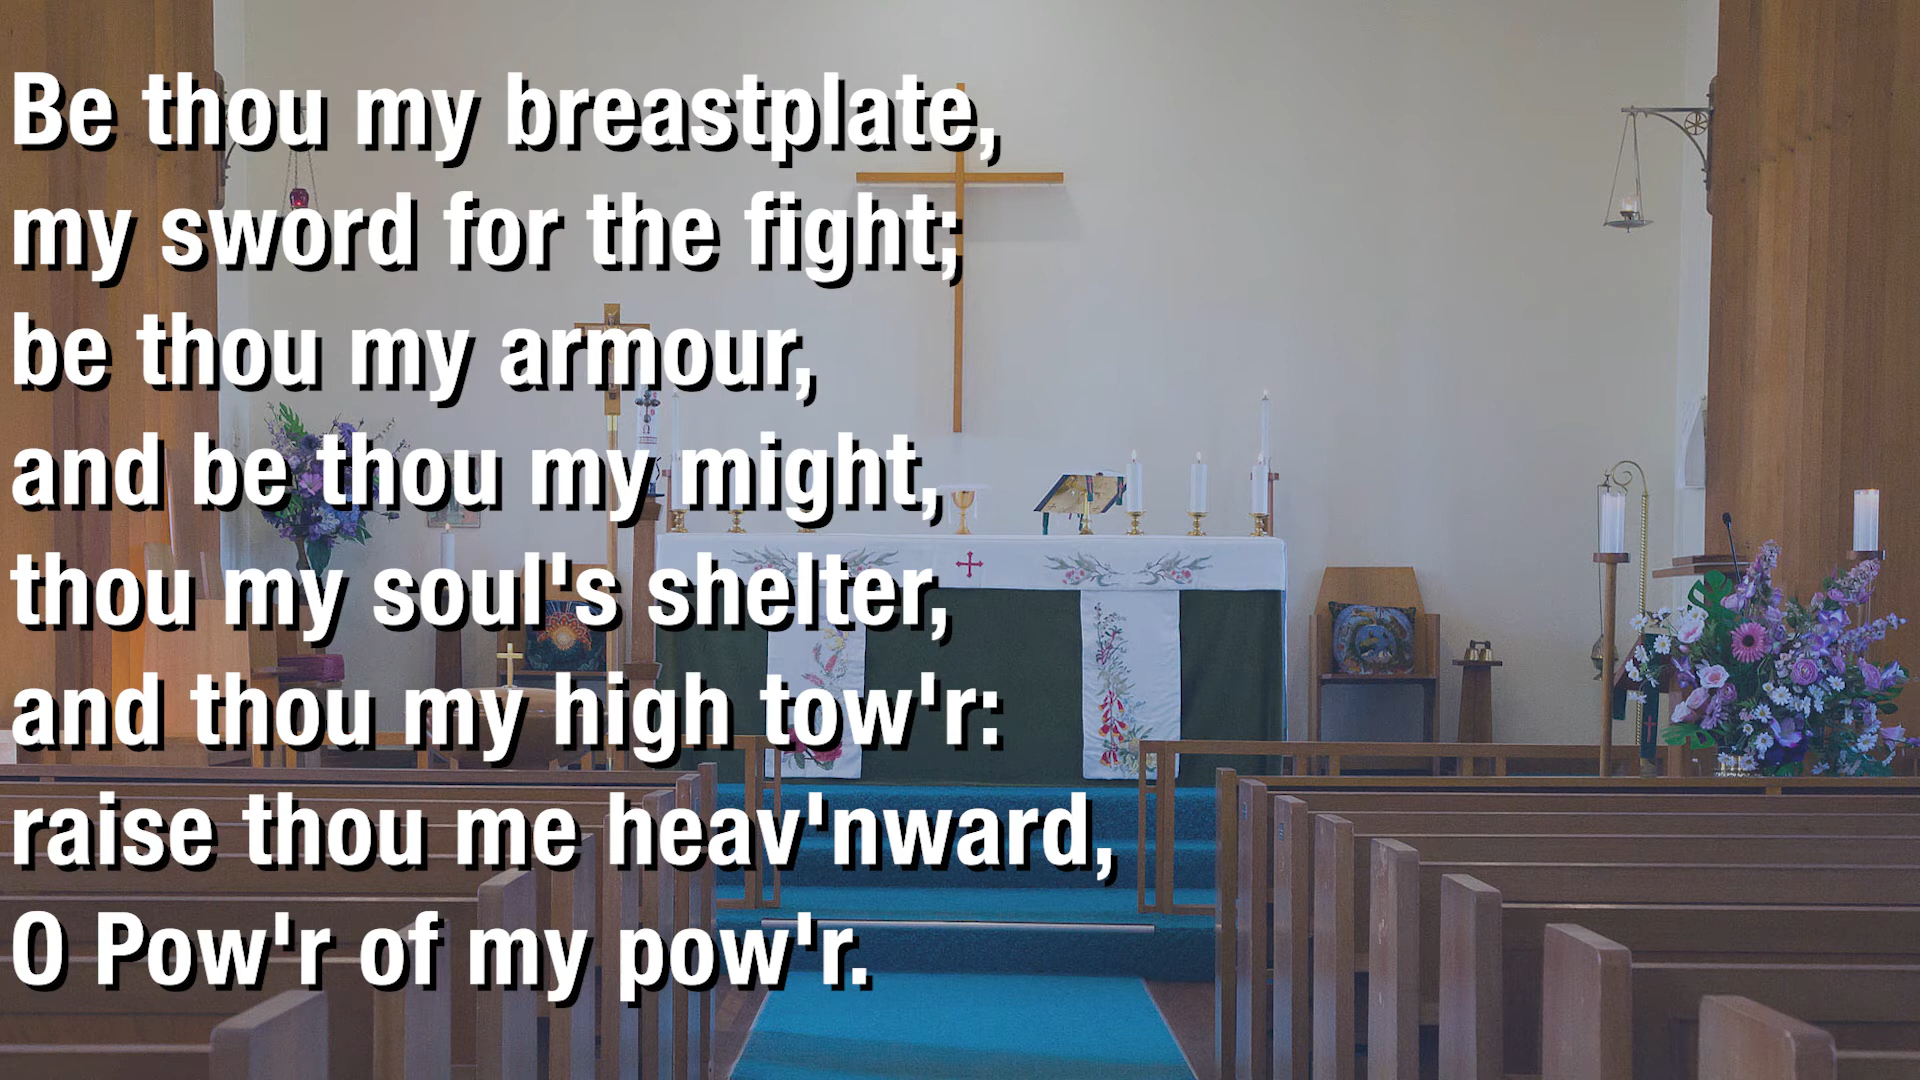 Be thou my breastplate,
my sword for the fight;
be thou my armour,
and be thou my might,
thou my soul's shelter,
and thou my high tow'r:
raise thou me heav'nward,
O Pow'r of my pow'r.